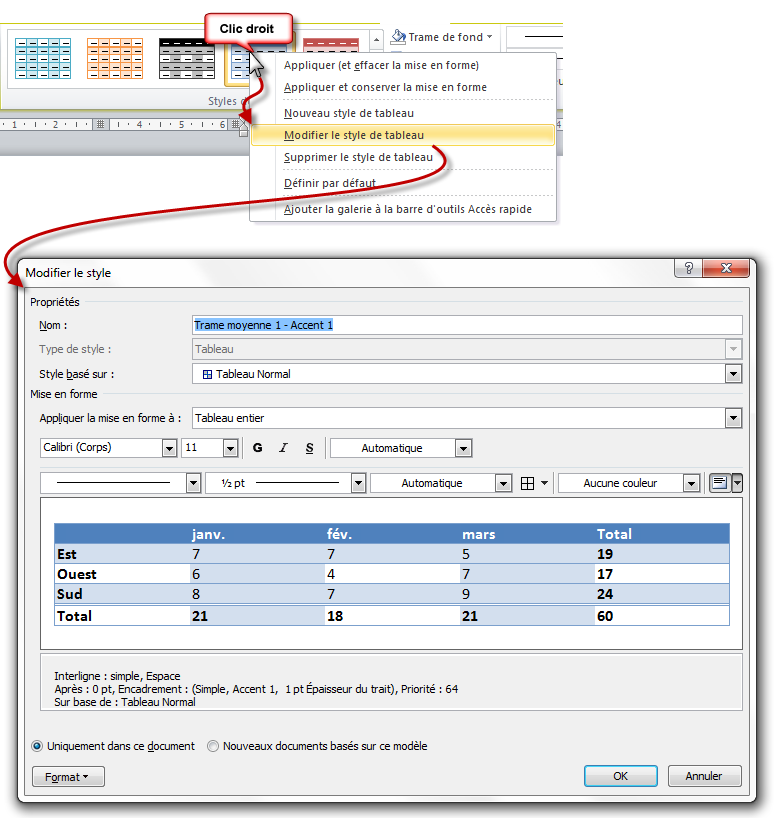 Clic droit
Trame de fond
Styles d
Appliquer (et effacer la mise en forme)
Appliquer et conserver la mise en forme
Nouveau style de tableau
Modifier le style de tableau
Supprimer le style de tableau
Définir par défaut
Ajouter la galerie à la barre d'outils Accès rapide
1 2 4 5 6
Modifier le style
?
Propriétés
Nom : Trame moyenne 1 - Accent 1
Type de style : Tableau
Style basé sur : Tableau Normal
Mise en forme
Appliquer la mise en forme à : Tableau entier
Calibri (Corps) 11 G I S Automatique
½ pt Automatique Aucune couleur
janv. fév. mars Total
Est 7 7 5 19
Ouest 6 4 7 17
Sud 8 7 9 24
Total 21 18 21 60
Interligne : simple, Espace
Après : 0 pt, Encadrement : (Simple, Accent 1, 1 pt Épaisseur du trait), Priorité : 64
Sur base de : Tableau Normal
Uniquement dans ce document Nouveaux documents basés sur ce modèle
Format OK Annuler